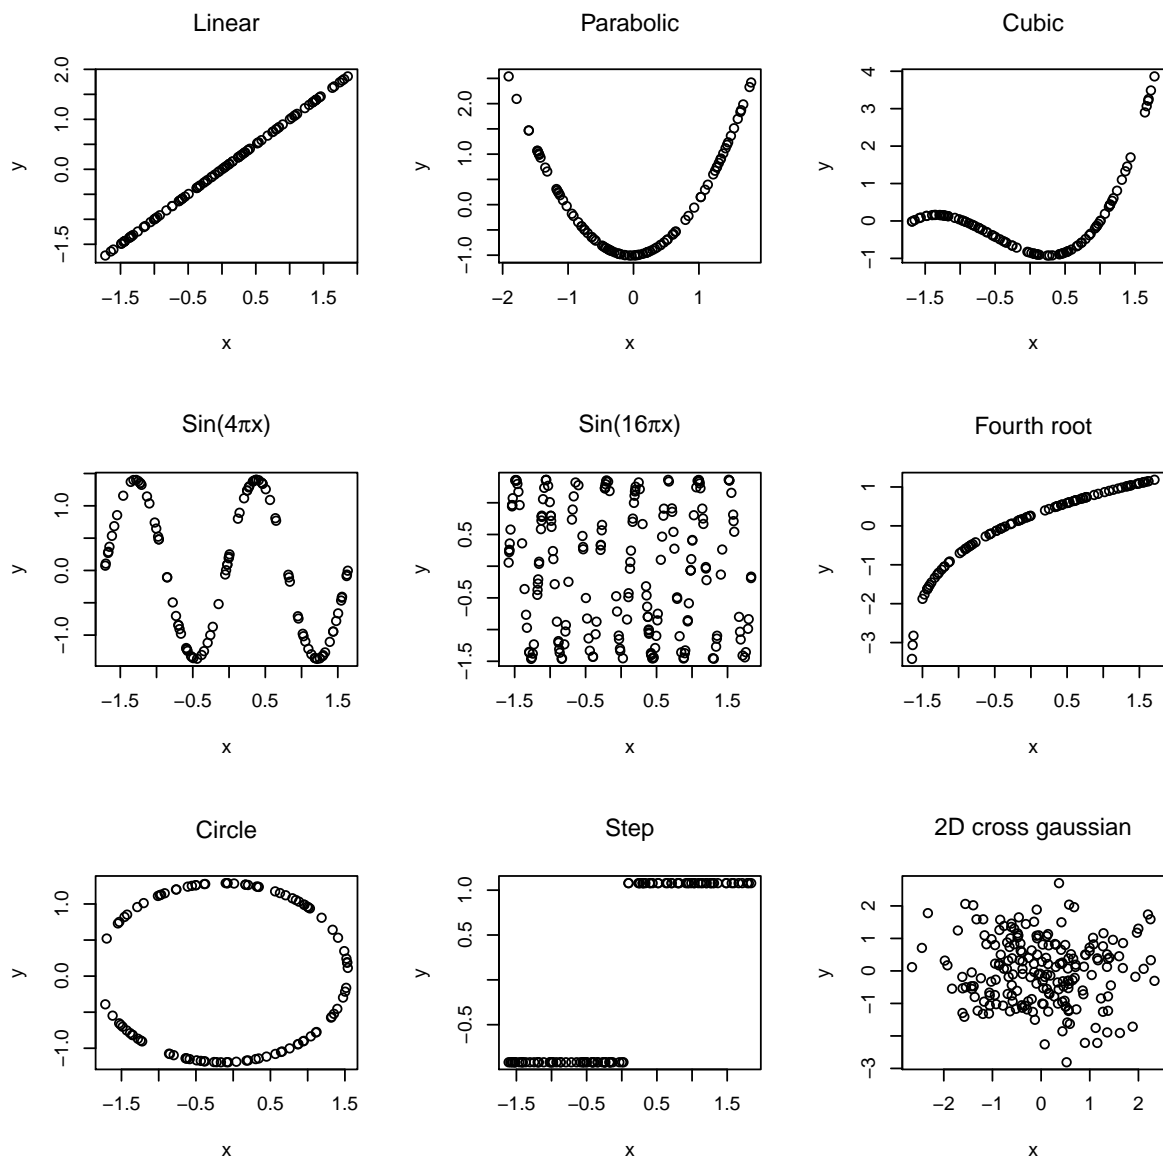 Linear
Parabolic
Cubic
−1.5 0.0 1.0 2.0
−1.0 0.0 1.0 2.0
−1 0 1 2 3 4
y
y
y
−1.5 −0.5 0.5 1.5
−2 −1 0 1
−1.5 −0.5 0.5 1.5
x
x
x
Sin(4πx)
Sin(16πx)
Fourth root
−1.0 0.0 1.0
−1.5 −0.5 0.5
−3 −2 −1 0 1
y
y
y
−1.5 −0.5 0.5 1.5
−1.5 −0.5 0.5 1.5
−1.5 −0.5 0.5 1.5
x
x
x
Circle
Step
2D cross gaussian
−1.0 0.0 1.0
−0.5 0.5 1.0
−3 −2 −1 0 1 2 3
y
y
y
−1.5 −0.5 0.5 1.5
−1.5 −0.5 0.5 1.5
−2 −1 0 1 2
x
x
x